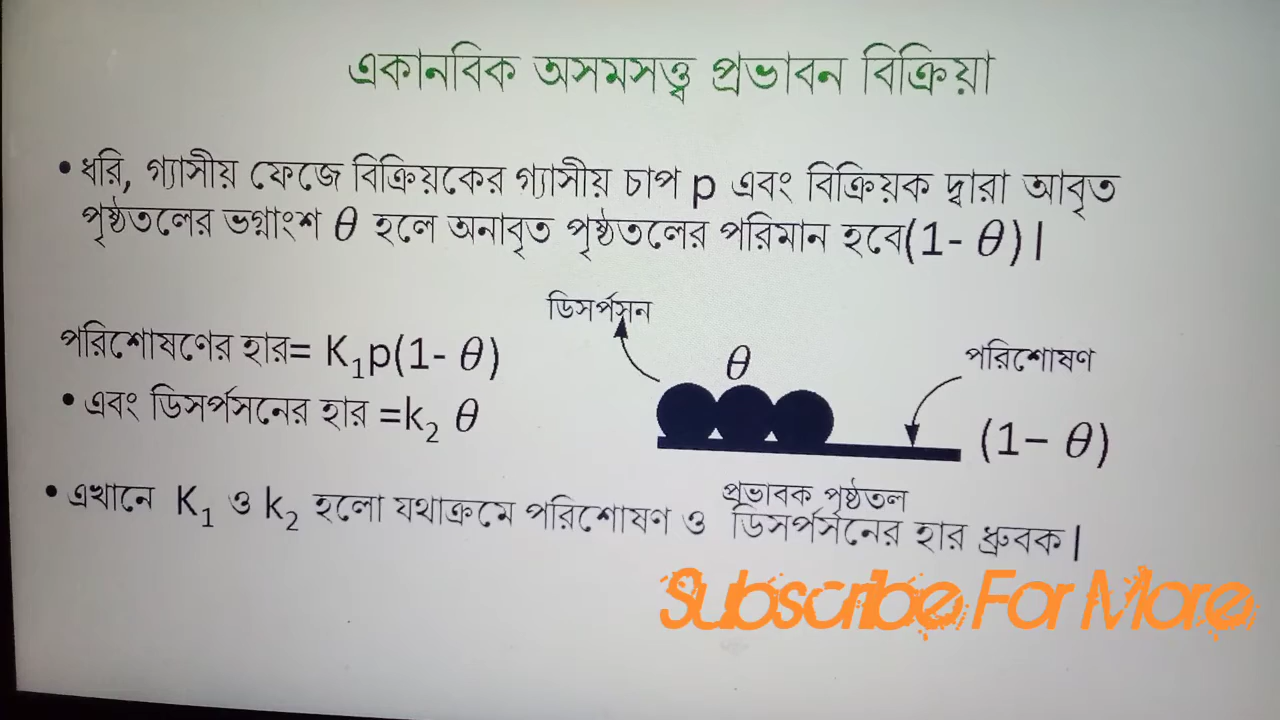 একানবিক অসমসত্ত্ব প্রভাবন বিক্রিয়া
• ধরি, গ্যাসীয় ফেজে বিক্রিয়কের গ্যাসীয় চাপ p এবং বিক্রিয়ক দ্বারা আবৃত
পৃষ্ঠতলের ভগ্নাংশ θ হলে অনাবৃত পৃষ্ঠতলের পরিমান হবে(1- θ)।
ডিসর্পসন
পরিশোষণের হার= K₁p(1- θ)
θ
পরিশোষণ
• এবং ডিসর্পসনের হার =k₂ θ
(1− θ)
প্রভাবক পৃষ্ঠতল
• এখানে K₁ ও k₂ হলো যথাক্রমে পরিশোষণ ও ডিসর্পসনের হার ধ্রুবক।
Subscribe For More